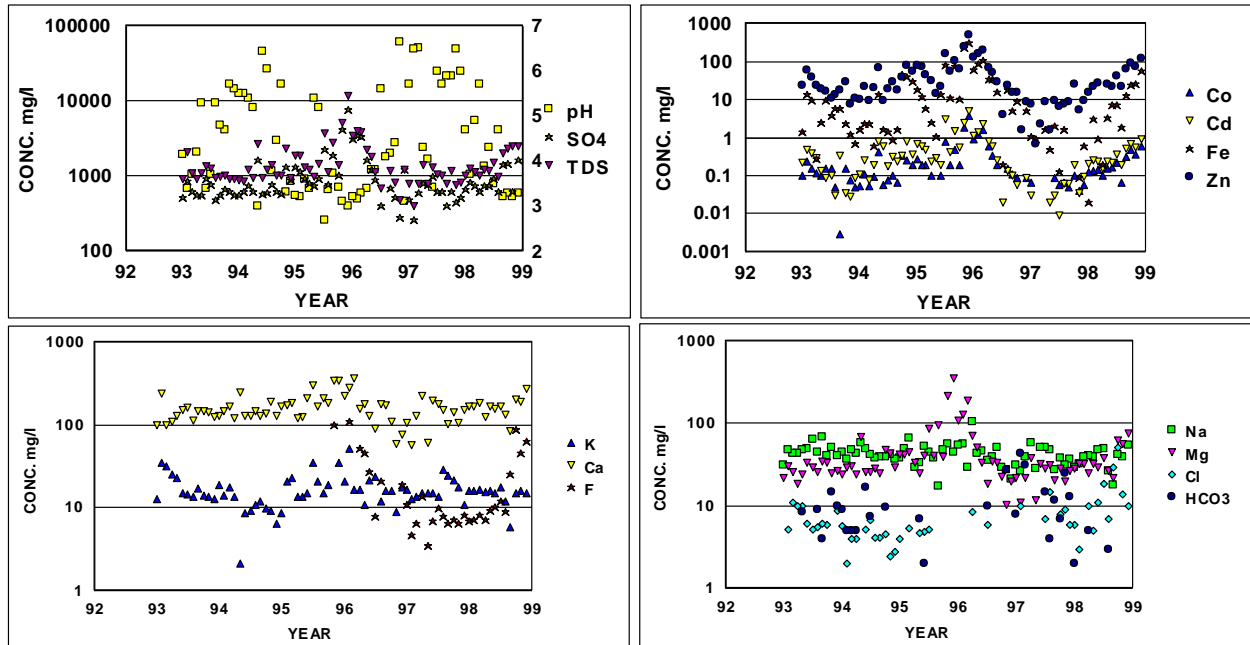 100000
10000
1000
100
7
6
5
4
3
2
CONC. mg/l
92 93 94 95 96 97 98 99
YEAR
pH
SO4
TDS
1000
100
10
1
0.1
0.01
0.001
CONC. mg/l
92 93 94 95 96 97 98 99
YEAR
Co
Cd
Fe
Zn
1000
100
10
1
CONC. mg/l
92 93 94 95 96 97 98 99
YEAR
K
Ca
F
1000
100
10
1
CONC. mg/l
92 93 94 95 96 97 98 99
YEAR
Na
Mg
Cl
HCO3